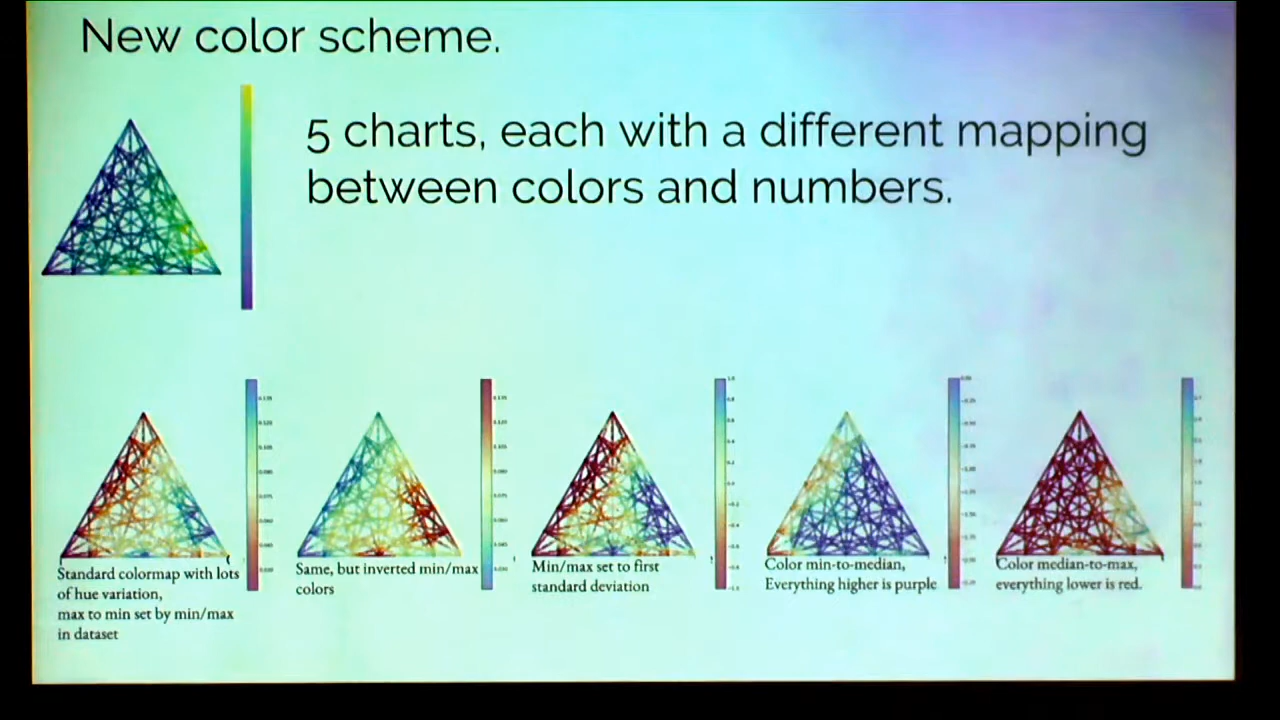 New color scheme.
5 charts, each with a different mapping
between colors and numbers.
Standard colormap with lots
of hue variation,
max to min set by min/max
in dataset
Same, but inverted min/max
colors
Min/max set to first
standard deviation
Color min-to-median,
Everything higher is purple
Color median-to-max,
everything lower is red.